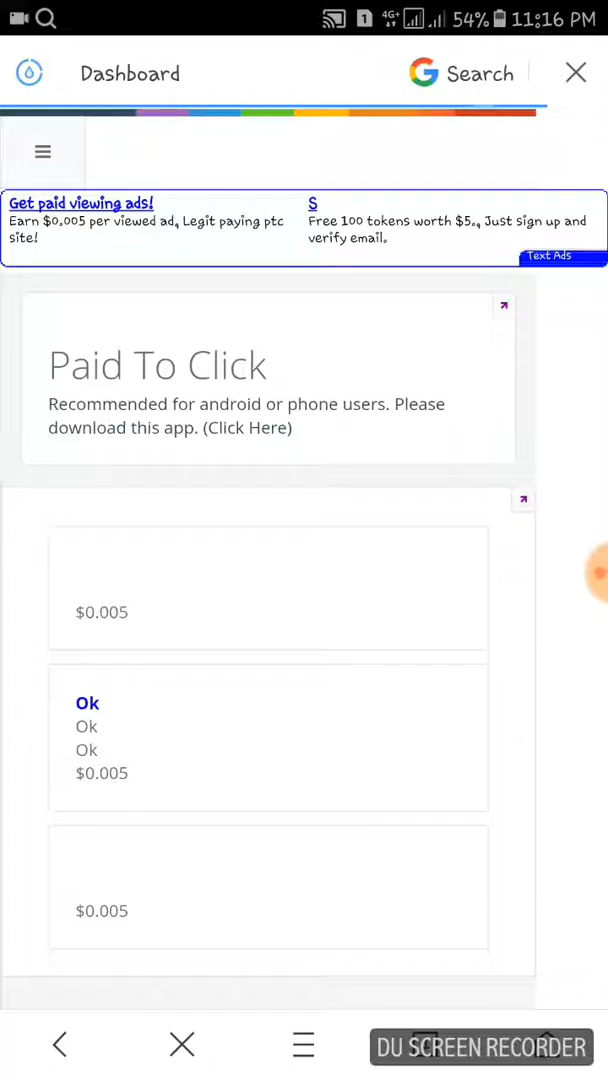 1 4G+ 54% 11:16 PM
Dashboard
Search
Get paid viewing ads!
Earn $0.005 per viewed ad, Legit paying ptc
site!
S
Free 100 tokens worth $5., Just sign up and
verify email.
Text Ads
Paid To Click
Recommended for android or phone users. Please
download this app. (Click Here)
$0.005
Ok
Ok
Ok
$0.005
$0.005
DU SCREEN RECORDER